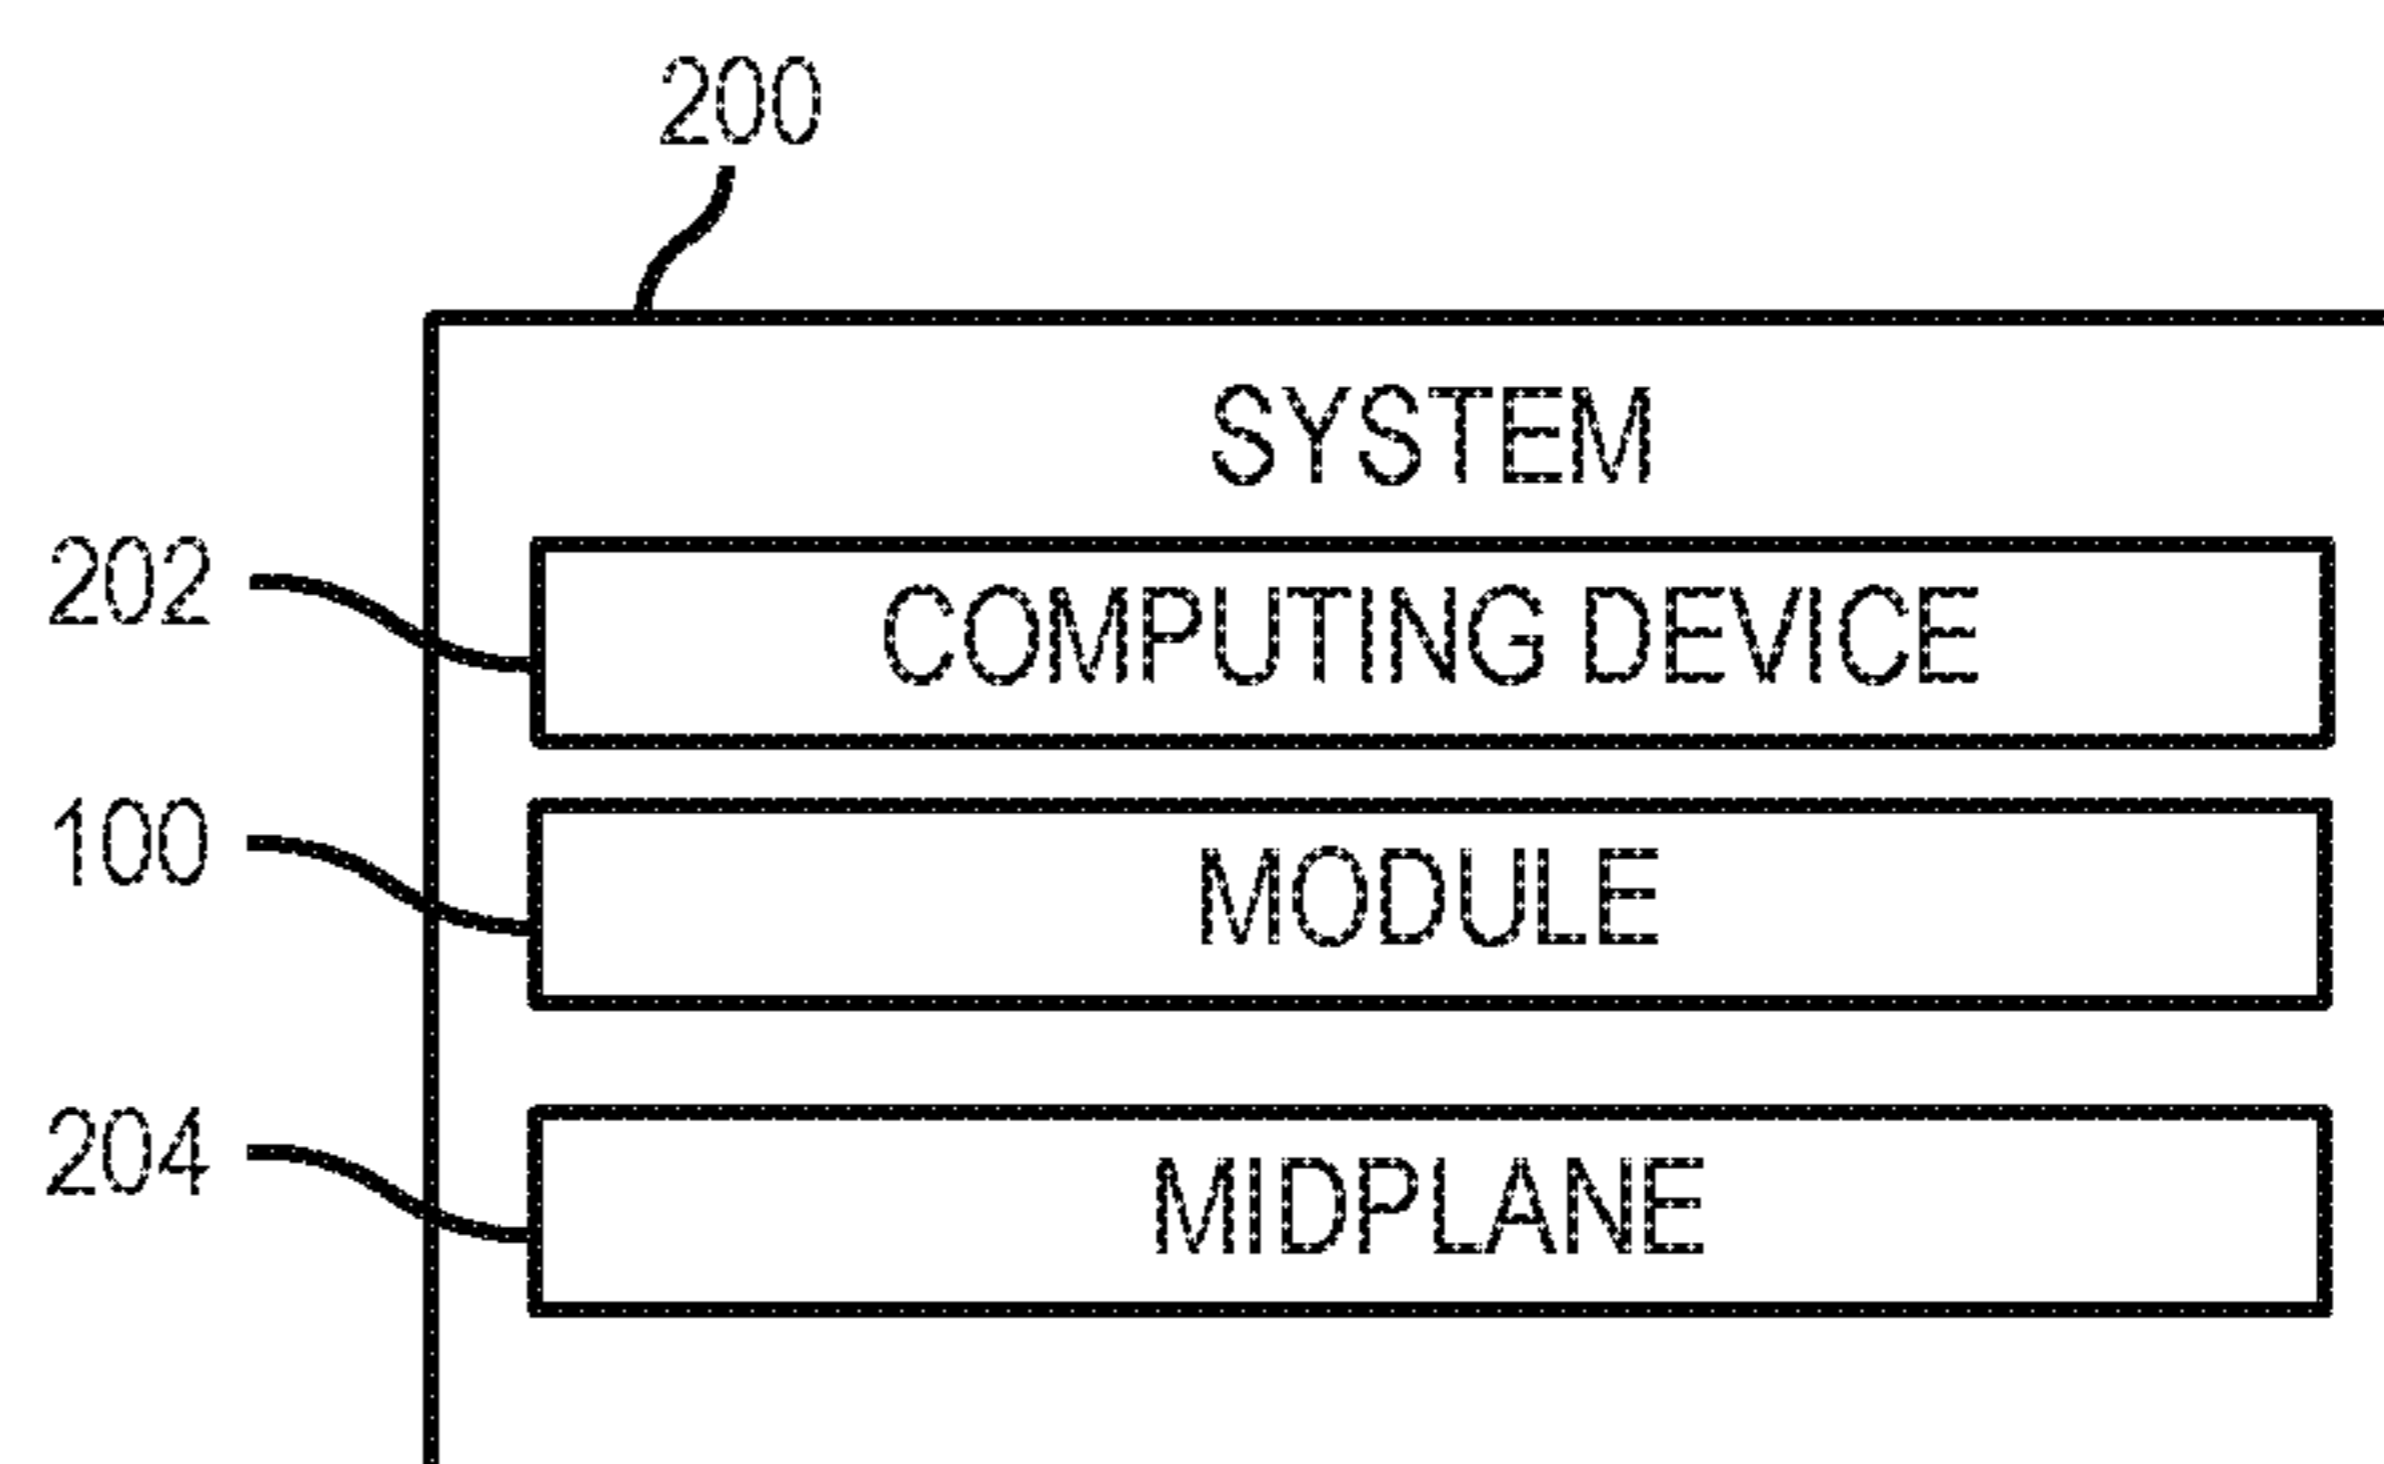 200
SYSTEM
202 COMPUTING DEVICE
100 MODULE
204 MIDPLANE